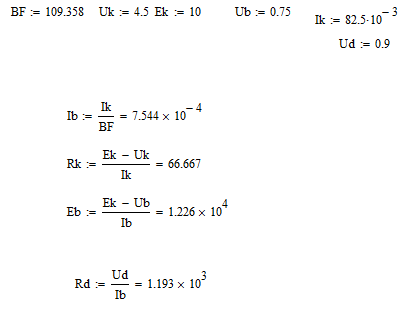 BF := 109.358 Uk := 4.5 Ek := 10 Ub := 0.75 Ik := 82.5·10^-3
Ud := 0.9
Ib := Ik/BF = 7.544 × 10^-4
Rk := (Ek - Uk)/Ik = 66.667
Eb := (Ek - Ub)/Ib = 1.226 × 10^4
Rd := Ud/Ib = 1.193 × 10^3